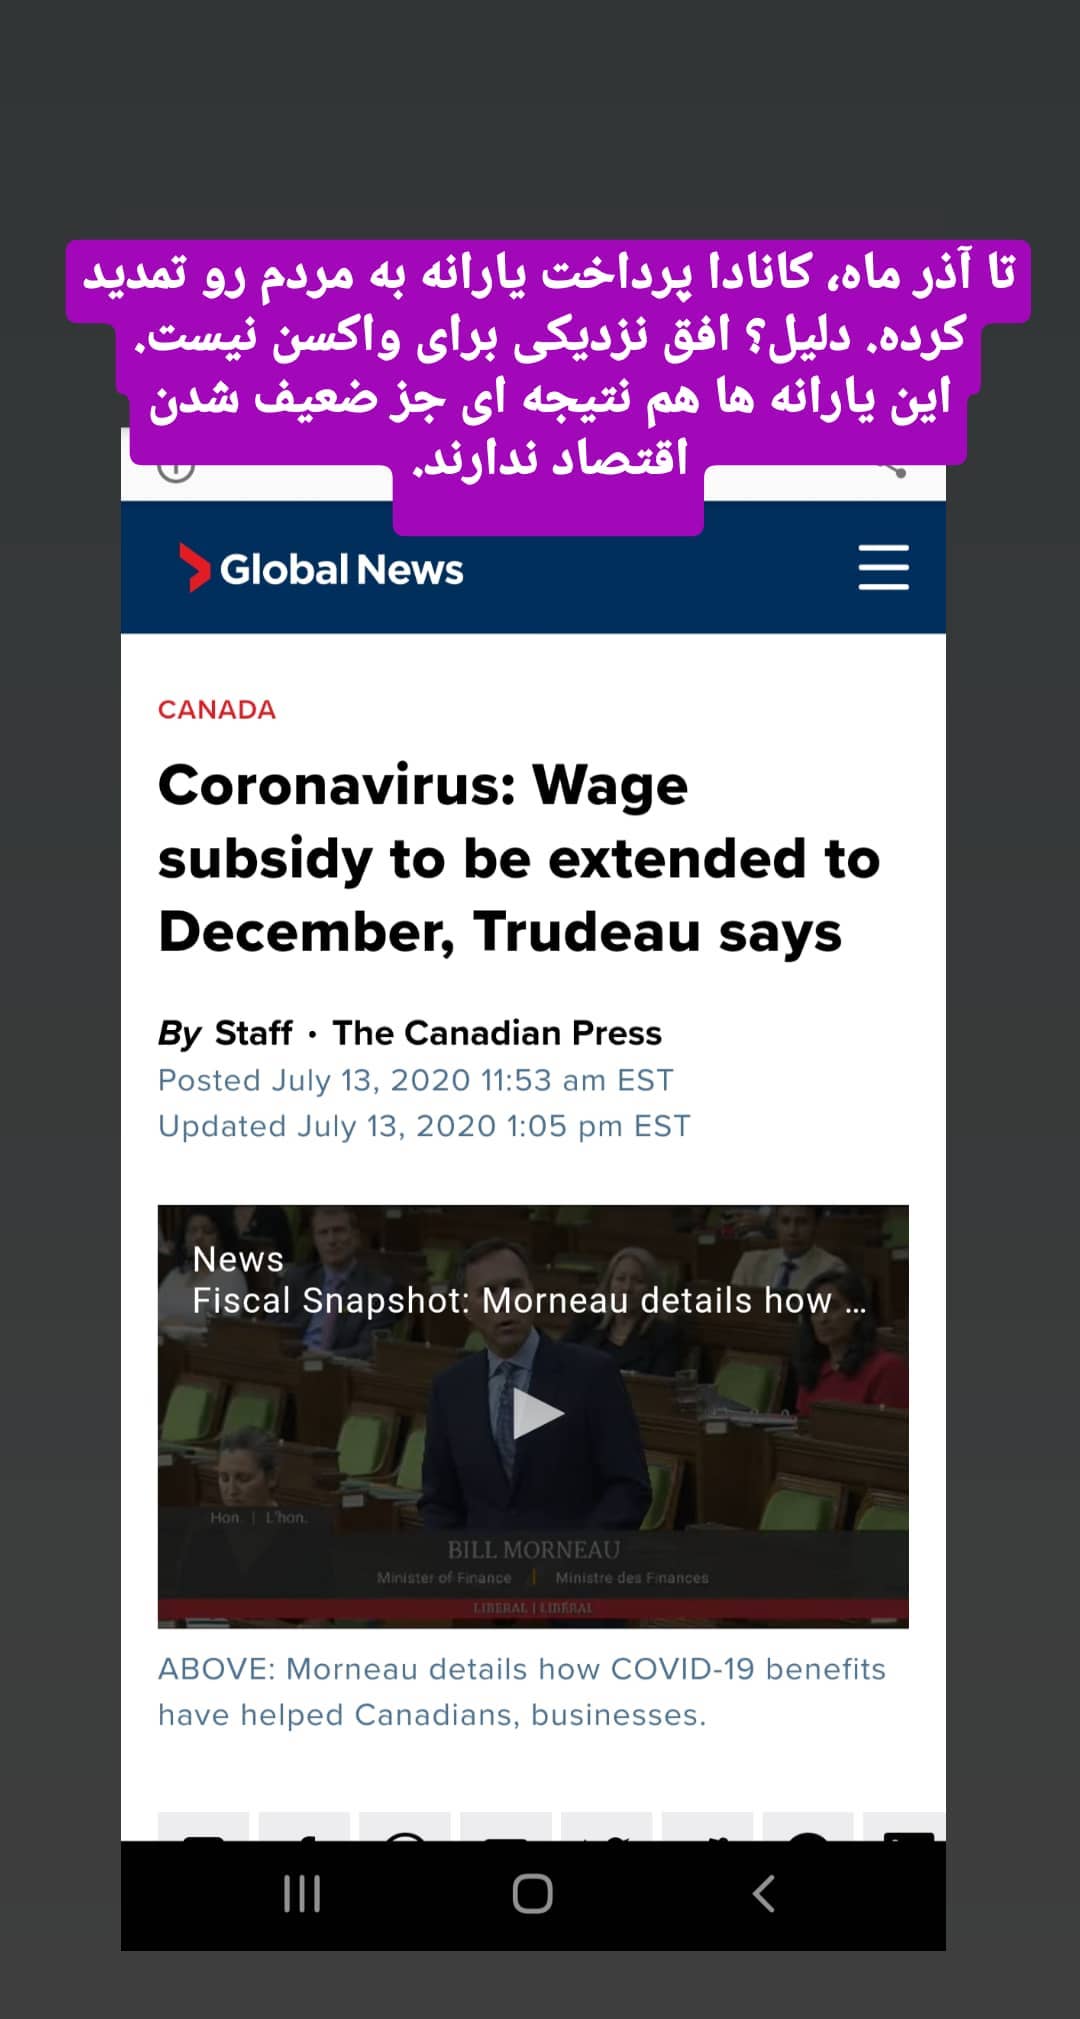 تا آذر ماه، کانادا پرداخت یارانه به مردم رو تمدید
کرده. دلیل؟ افق نزدیکی برای واکسن نیست.
این یارانه ها هم نتیجه ای جز ضعیف شدن
اقتصاد ندارند.
Global News
CANADA
Coronavirus: Wage
subsidy to be extended to
December, Trudeau says
By Staff · The Canadian Press
Posted July 13, 2020 11:53 am EST
Updated July 13, 2020 1:05 pm EST
News
Fiscal Snapshot: Morneau details how ...
Hon. | L'hon.
BILL MORNEAU
Minister of Finance | Ministre des Finances
LIBERAL | LIBÉRAL
ABOVE: Morneau details how COVID-19 benefits
have helped Canadians, businesses.